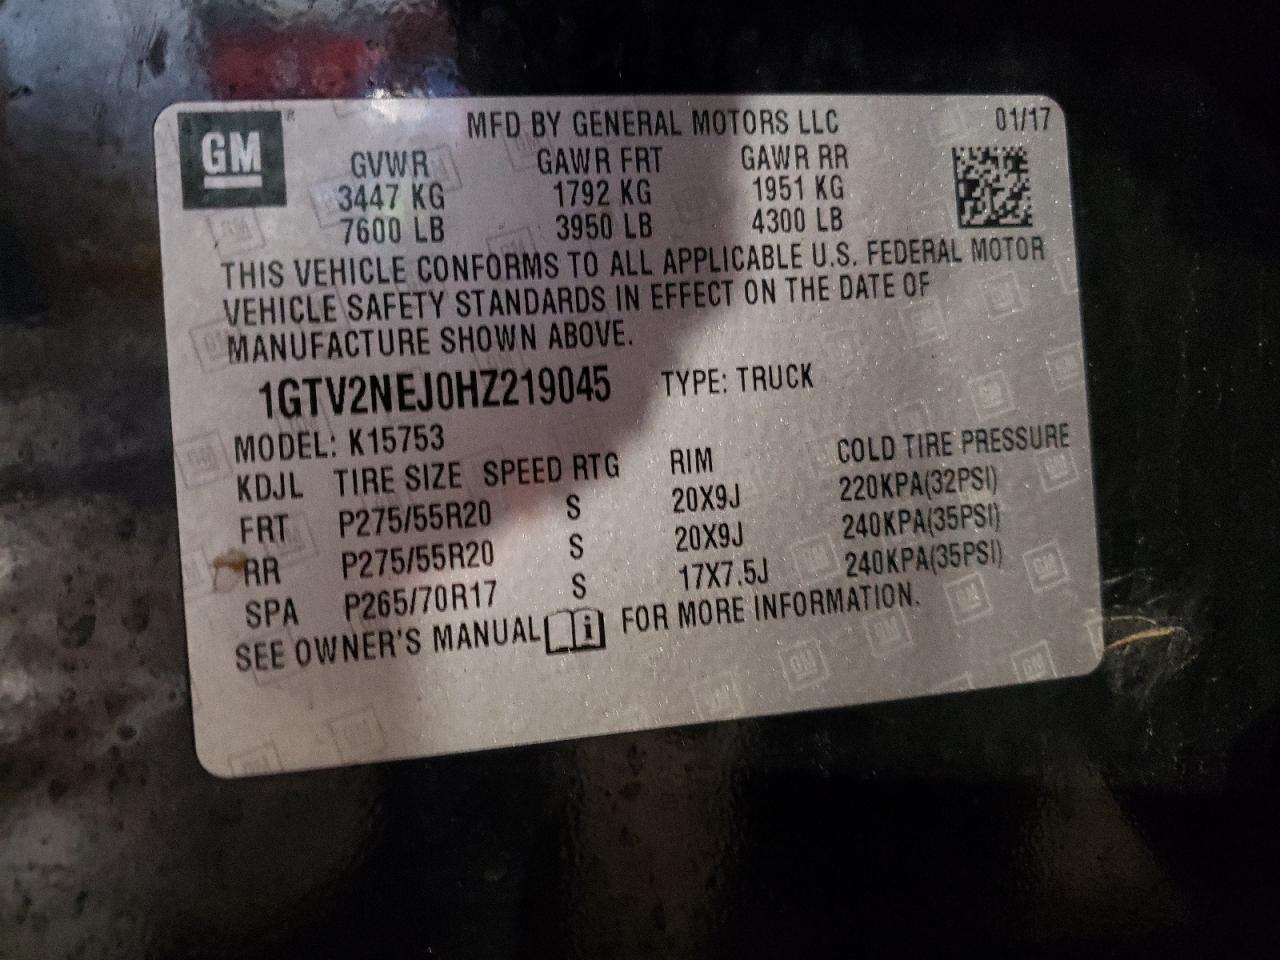 GM
MFD BY GENERAL MOTORS LLC 01/17
GVWR GAWR FRT GAWR RR
3447 KG 1792 KG 1951 KG
7600 LB 3950 LB 4300 LB
THIS VEHICLE CONFORMS TO ALL APPLICABLE U.S. FEDERAL MOTOR
VEHICLE SAFETY STANDARDS IN EFFECT ON THE DATE OF
MANUFACTURE SHOWN ABOVE.
1GTV2NEJ0HZ219045 TYPE: TRUCK
MODEL: K15753
KDJL TIRE SIZE SPEED RTG RIM COLD TIRE PRESSURE
FRT P275/55R20 S 20X9J 220KPA(32PSI)
RR P275/55R20 S 20X9J 240KPA(35PSI)
SPA P265/70R17 S 17X7.5J 240KPA(35PSI)
SEE OWNER'S MANUAL i FOR MORE INFORMATION.